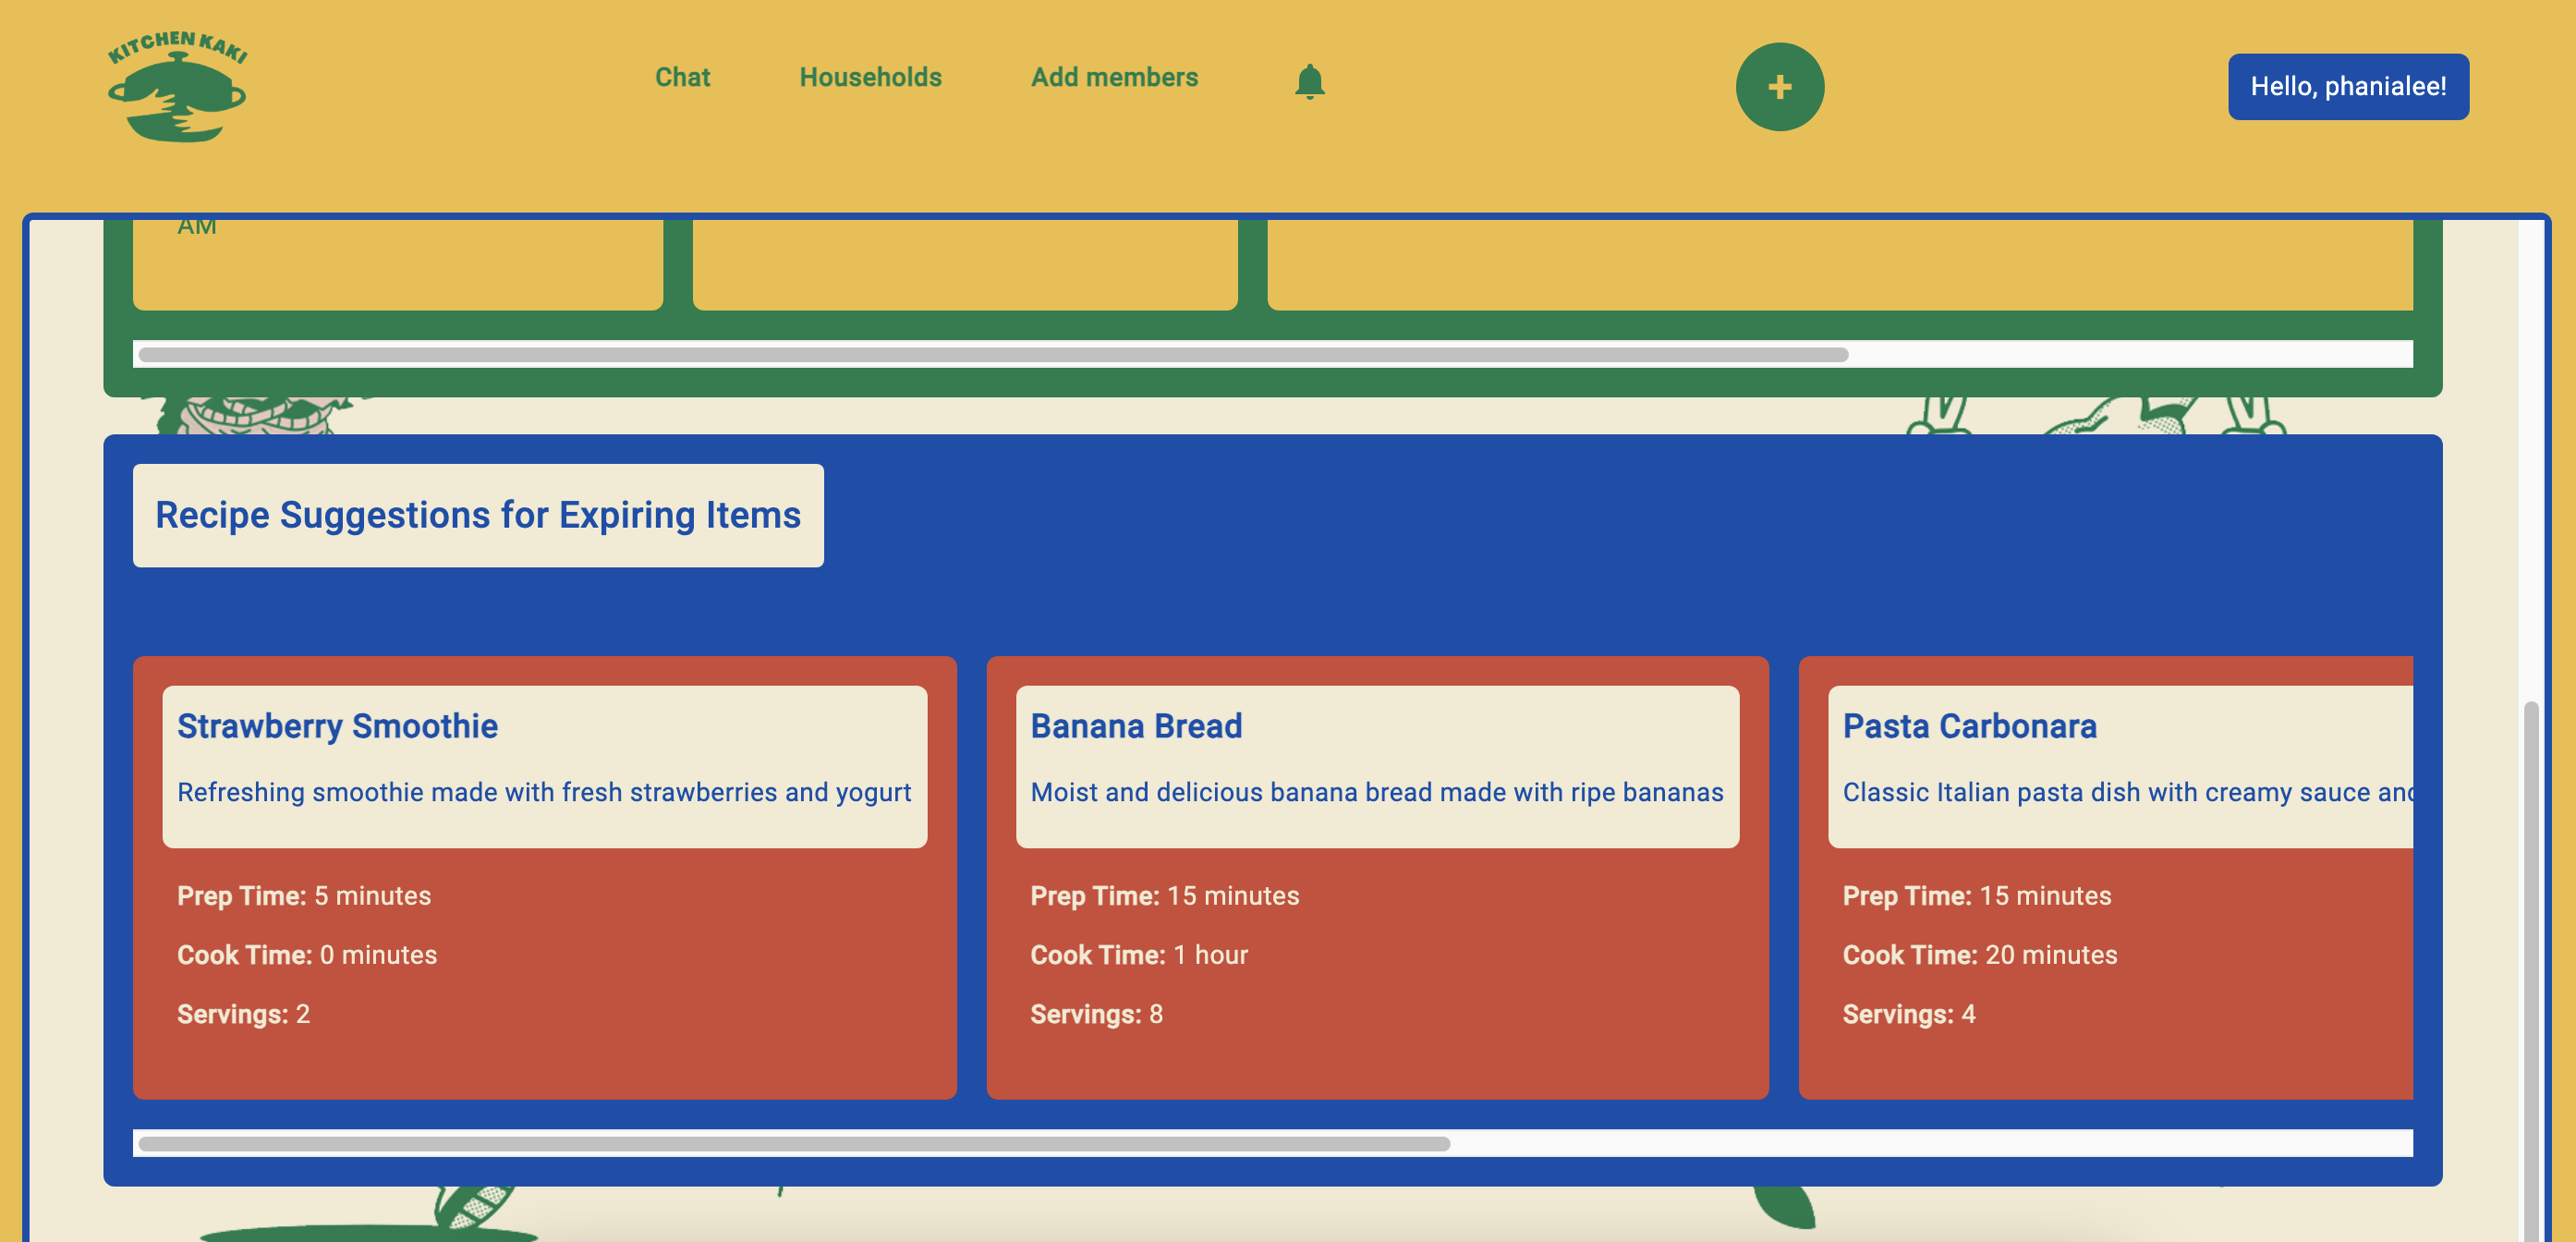 KITCHEN KAKI
Chat
Households
Add members
+
Hello, phanialee!
AM
Recipe Suggestions for Expiring Items
Strawberry Smoothie
Refreshing smoothie made with fresh strawberries and yogurt
Prep Time: 5 minutes
Cook Time: 0 minutes
Servings: 2
Banana Bread
Moist and delicious banana bread made with ripe bananas
Prep Time: 15 minutes
Cook Time: 1 hour
Servings: 8
Pasta Carbonara
Classic Italian pasta dish with creamy sauce and
Prep Time: 15 minutes
Cook Time: 20 minutes
Servings: 4